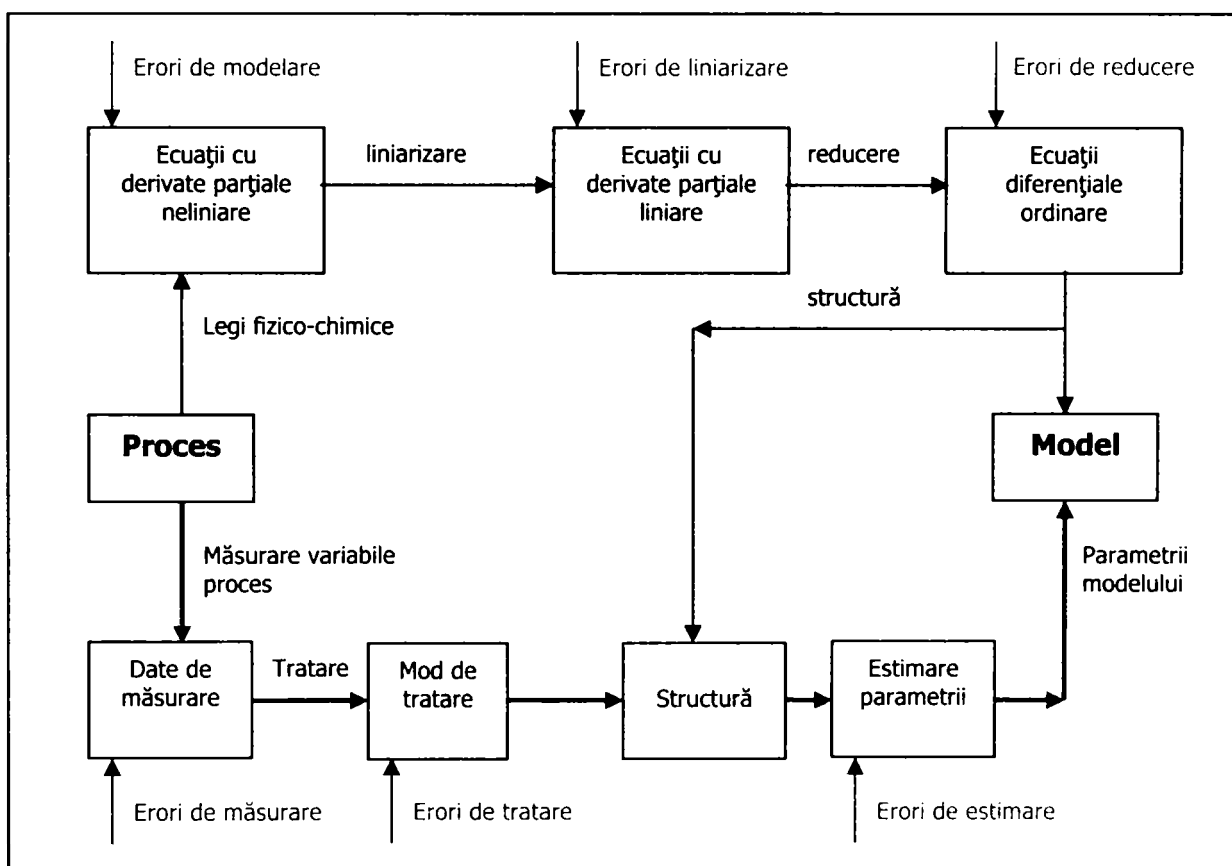 Erori de modelare
Erori de liniarizare
Erori de reducere
Ecuaţii cu
derivate parţiale
neliniare
liniarizare
Ecuaţii cu
derivate parţiale
liniare
reducere
Ecuaţii
diferenţiale
ordinare
structură
Legi fizico-chimice
Proces
Model
Măsurare variabile
proces
Parametrii
modelului
Date de
măsurare
Tratare
Mod de
tratare
Structură
Estimare
parametrii
Erori de măsurare
Erori de tratare
Erori de estimare